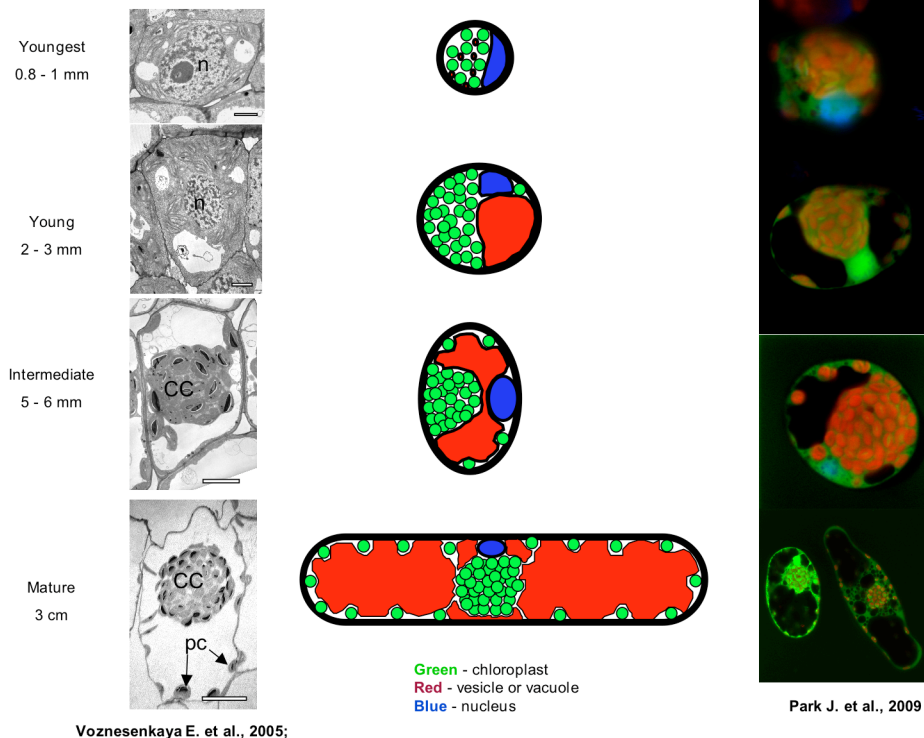 Youngest
0.8 - 1 mm
n
Young
2 - 3 mm
n
Intermediate
5 - 6 mm
CC
Mature
3 cm
CC
pc
Green - chloroplast
Red - vesicle or vacuole
Blue - nucleus
Voznesenkaya E. et al., 2005;
Park J. et al., 2009